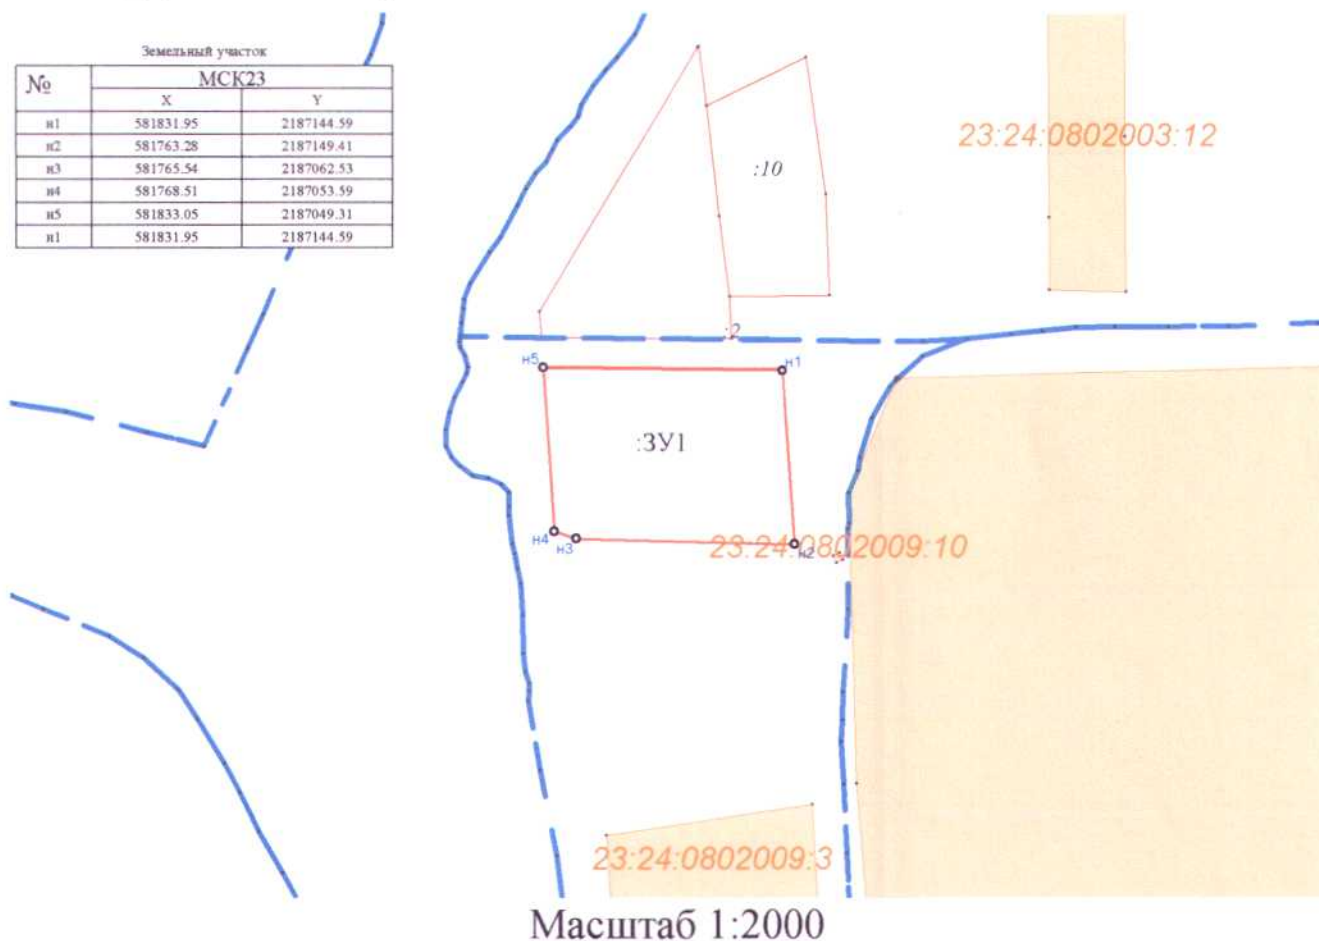 Земельный участок
№ МСК23
X Y
н1 581831.95 2187144.59
н2 581763.28 2187149.41
н3 581765.54 2187062.53
н4 581768.51 2187053.59
н5 581833.05 2187049.31
н1 581831.95 2187144.59
23:24:0802003:12
:10
:2
н5 н1
:ЗУ1
н4 н3 н2
23:24:0802009:10
23:24:0802009:3
Масштаб 1:2000